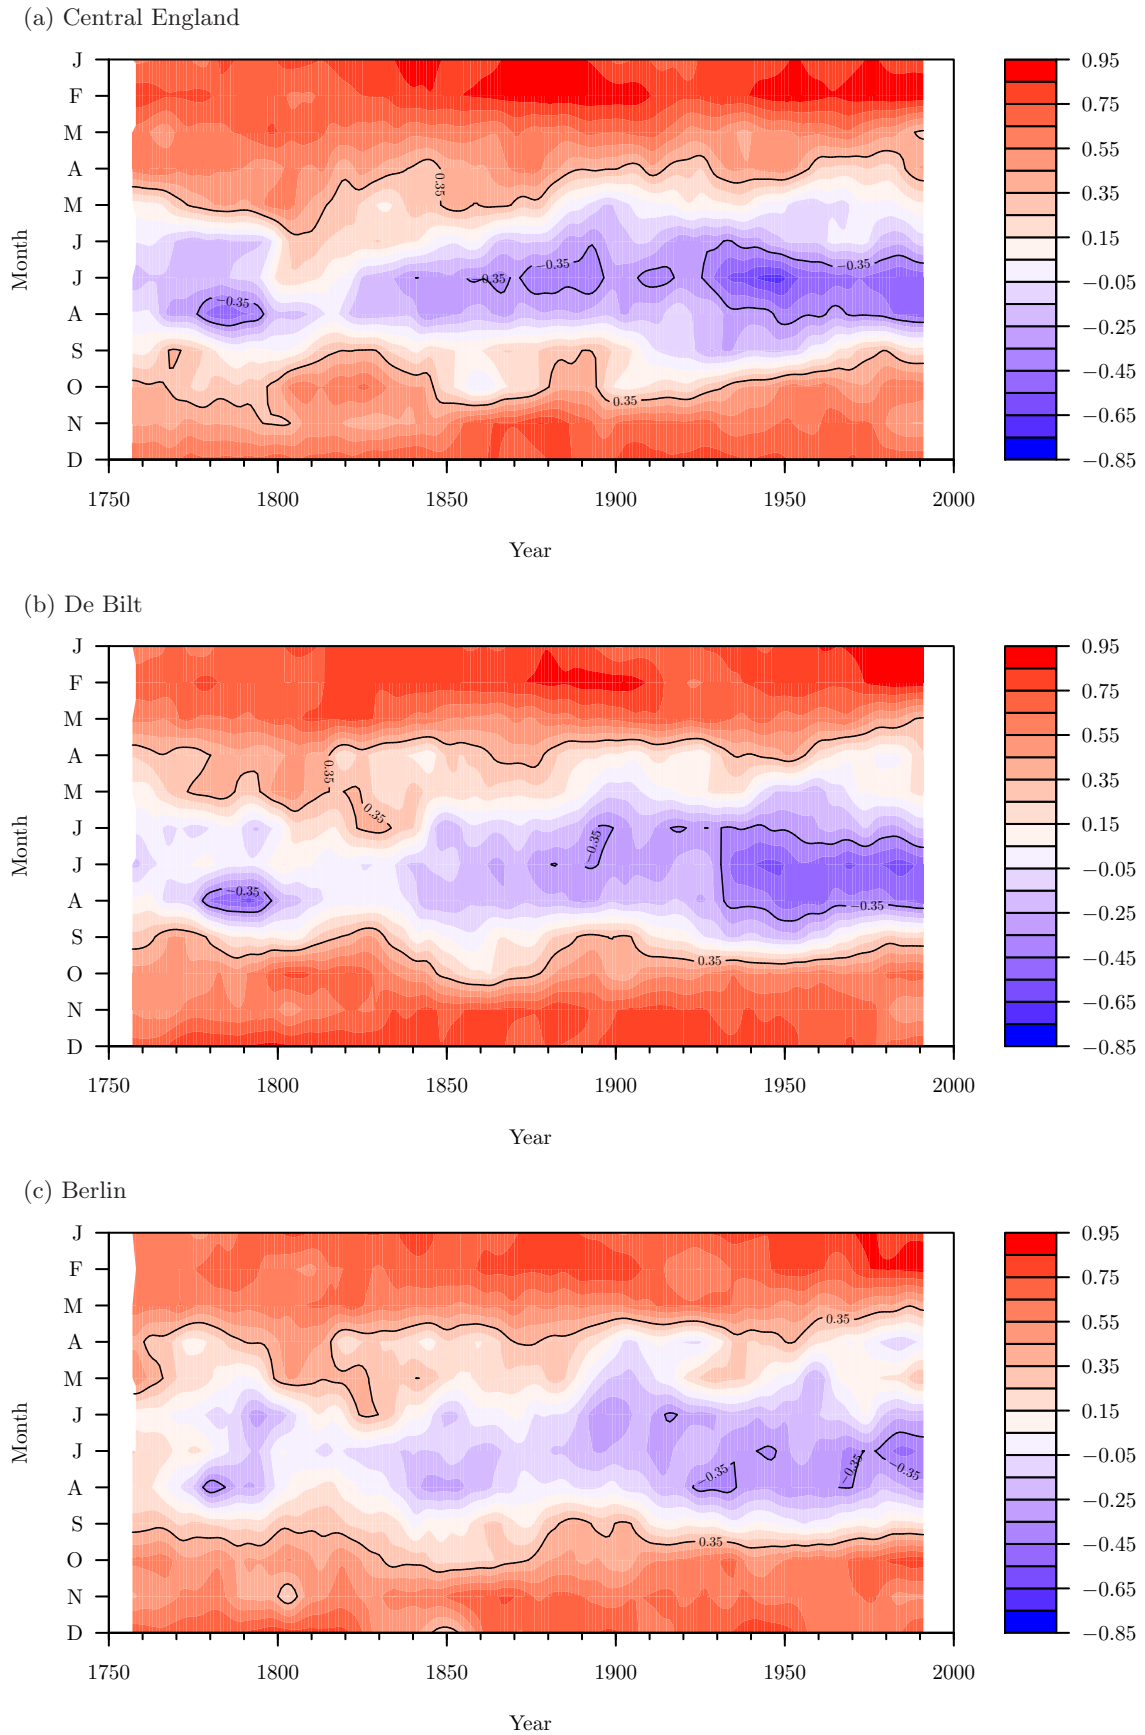 (a) Central England
J
F
M
A
M
J
J
A
S
O
N
D
Month
0.35
−0.35
−0.35
−0.35
−0.35
0.35
1750 1800 1850 1900 1950 2000
Year
0.95
0.75
0.55
0.35
0.15
−0.05
−0.25
−0.45
−0.65
−0.85
(b) De Bilt
J
F
M
A
M
J
J
A
S
O
N
D
Month
0.35
0.35
−0.35
−0.35
−0.35
0.35
1750 1800 1850 1900 1950 2000
Year
0.95
0.75
0.55
0.35
0.15
−0.05
−0.25
−0.45
−0.65
−0.85
(c) Berlin
J
F
M
A
M
J
J
A
S
O
N
D
Month
0.35
−0.35
−0.35
−0.35
0.35
1750 1800 1850 1900 1950 2000
Year
0.95
0.75
0.55
0.35
0.15
−0.05
−0.25
−0.45
−0.65
−0.85